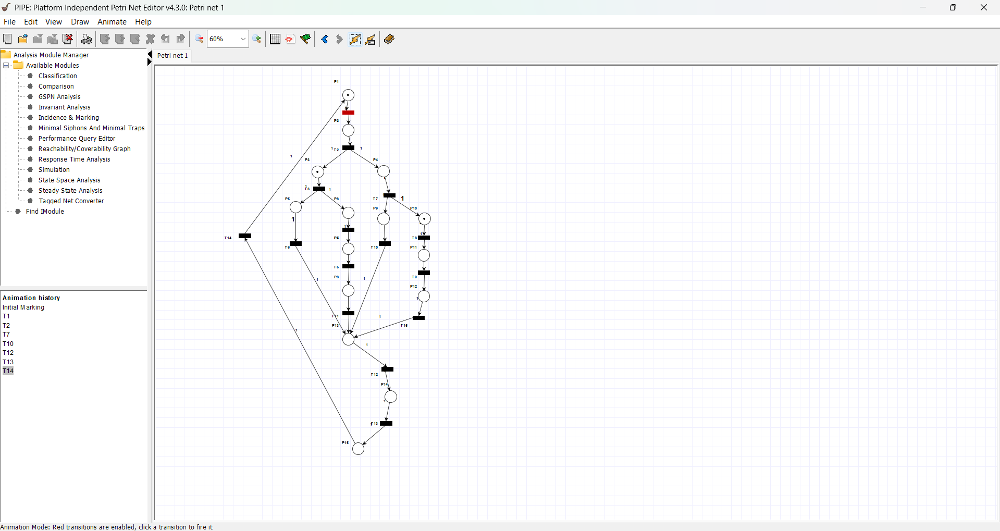 PIPE: Platform Independent Petri Net Editor v4.3.0: Petri net 1
File Edit View Draw Animate Help
60%
Analysis Module Manager
Available Modules
Classification
Comparison
GSPN Analysis
Invariant Analysis
Incidence & Marking
Minimal Siphons And Minimal Traps
Performance Query Editor
Reachability/Coverability Graph
Response Time Analysis
Simulation
State Space Analysis
Steady State Analysis
Tagged Net Converter
Find IModule
Animation history
Initial Marking
T1
T2
T7
T10
T12
T13
T14
Petri net 1
P1
1 T2 1
1
P3 P4
1
T3 1
P5 P6 T7 1
P9 P10
1
1
T14 T8
T6 T10 P11
T5
P8 T9
1 1
P12
1
T11 1
P13 T15
1
1
T12
P14
1
T13
P15
Animation Mode: Red transitions are enabled, click a transition to fire it